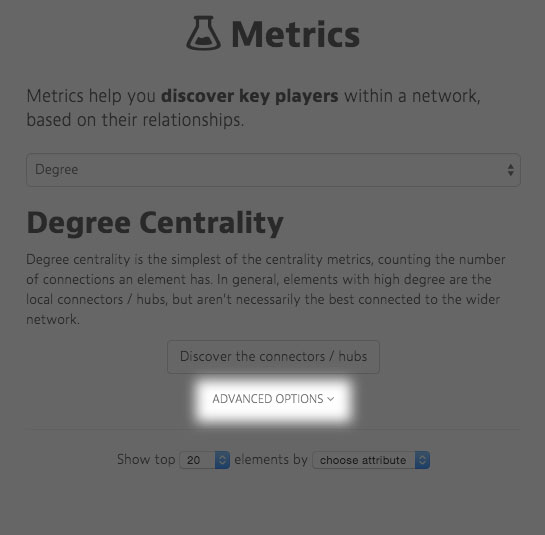 Metrics
Metrics help you discover key players within a network,
based on their relationships.
Degree
Degree Centrality
Degree centrality is the simplest of the centrality metrics, counting the number
of connections an element has. In general, elements with high degree are the
local connectors / hubs, but aren't necessarily the best connected to the wider
network.
Discover the connectors / hubs
ADVANCED OPTIONS
Show top 20 elements by choose attribute